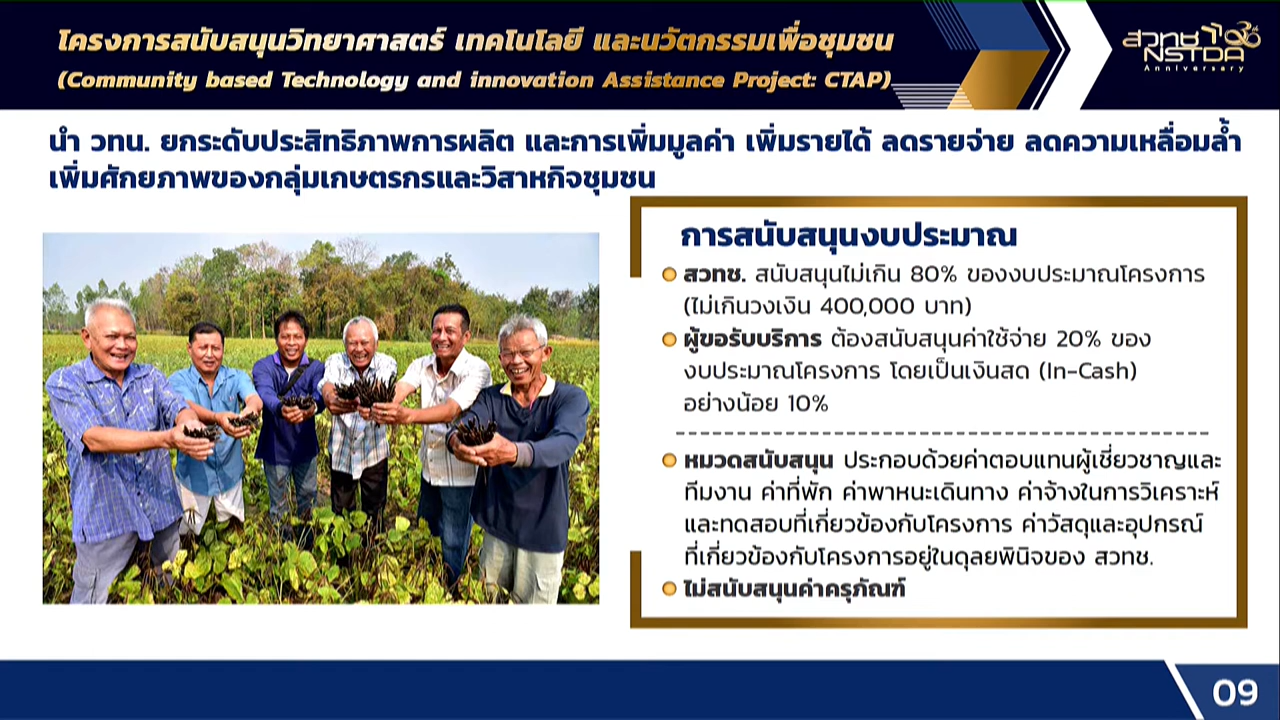 โครงการสนับสนุนวิทยาศาสตร์ เทคโนโลยี และนวัตกรรมเพื่อชุมชน
(Community based Technology and innovation Assistance Project: CTAP)
สวทช
NSTDA
Anniversary
นำ วทน. ยกระดับประสิทธิภาพการผลิต และการเพิ่มมูลค่า เพิ่มรายได้ ลดรายจ่าย ลดความเหลื่อมล้ำ
เพิ่มศักยภาพของกลุ่มเกษตรกรและวิสาหกิจชุมชน
การสนับสนุนงบประมาณ
สวทช. สนับสนุนไม่เกิน 80% ของงบประมาณโครงการ
(ไม่เกินวงเงิน 400,000 บาท)
ผู้ขอรับบริการ ต้องสนับสนุนค่าใช้จ่าย 20% ของ
งบประมาณโครงการ โดยเป็นเงินสด (In-Cash)
อย่างน้อย 10%
หมวดสนับสนุน ประกอบด้วยค่าตอบแทนผู้เชี่ยวชาญและ
ทีมงาน ค่าที่พัก ค่าพาหนะเดินทาง ค่าจ้างในการวิเคราะห์
และทดสอบที่เกี่ยวข้องกับโครงการ ค่าวัสดุและอุปกรณ์
ที่เกี่ยวข้องกับโครงการอยู่ในดุลยพินิจของ สวทช.
ไม่สนับสนุนค่าครุภัณฑ์
09